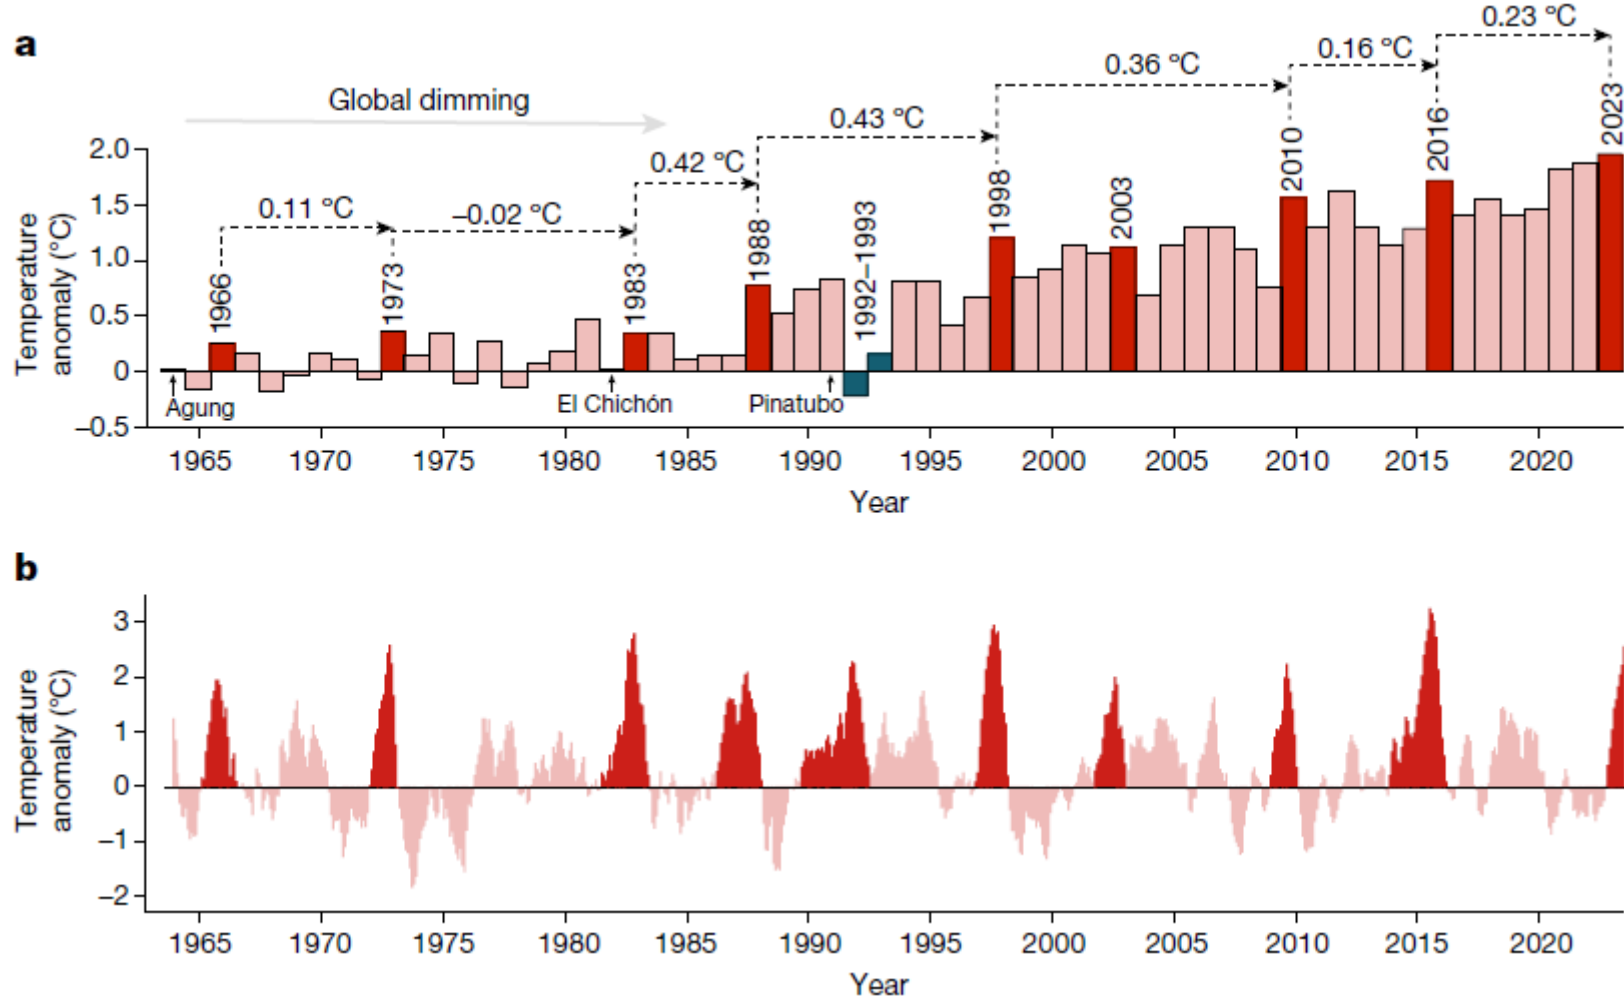 a
0.23 °C
0.16 °C
0.36 °C
Global dimming
0.43 °C
0.42 °C
0.11 °C
–0.02 °C
1966
1973
1983
1988
1992–1993
1998
2003
2010
2016
2023
Temperature
anomaly (°C)
2.0
1.5
1.0
0.5
0
–0.5
Agung
El Chichón
Pinatubo
1965 1970 1975 1980 1985 1990 1995 2000 2005 2010 2015 2020
Year
b
Temperature
anomaly (°C)
3
2
1
0
–1
–2
1965 1970 1975 1980 1985 1990 1995 2000 2005 2010 2015 2020
Year